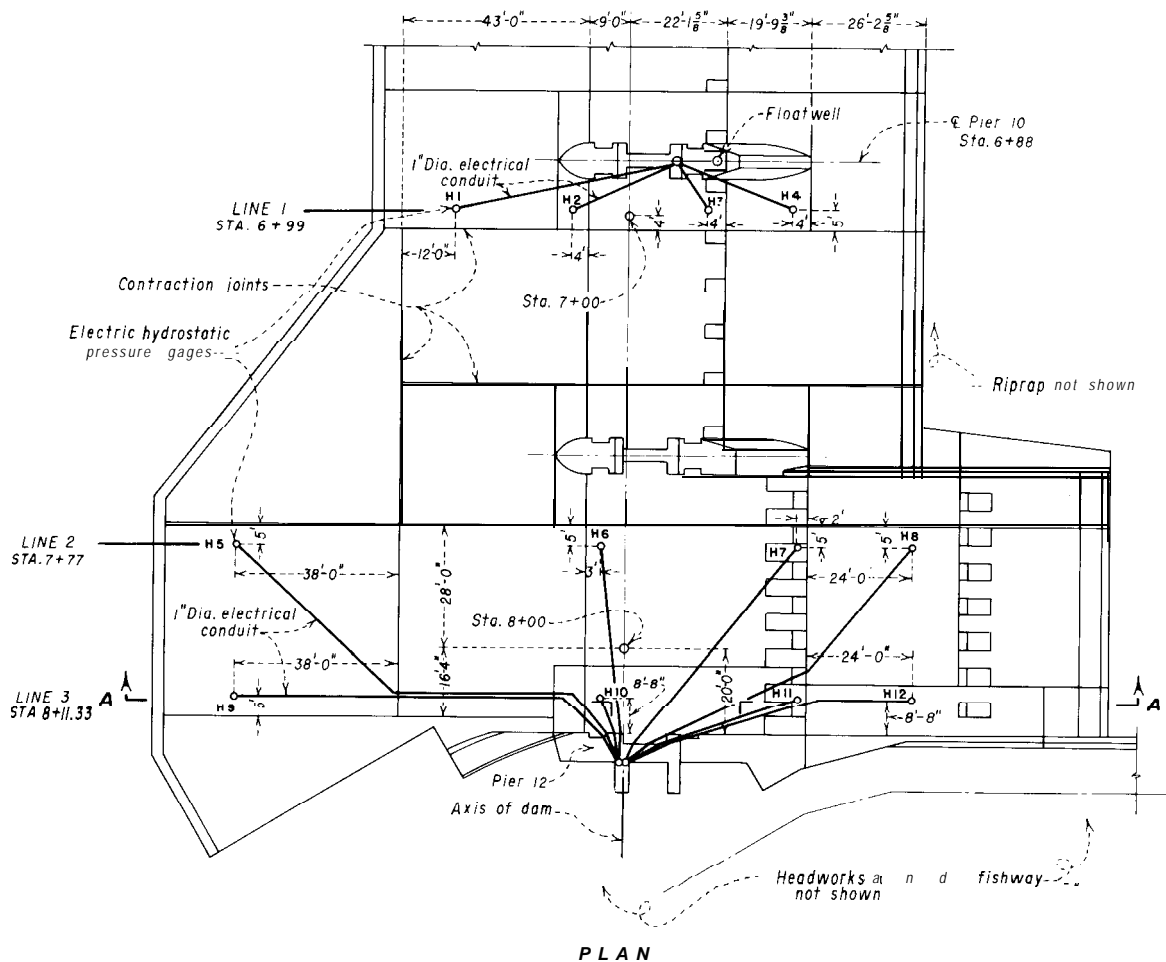 43'-0" 9'-0" 22'-1 5/8" 19'-9 3/8" 26'-2 5/8"
Floatwell
℄ Pier 10
Sta. 6+88
1" Dia. electrical
conduit
H1 H2 H3 H4
LINE 1
STA. 6+99
4' 4' 4' 5'
12'-0" 4'
Contraction joints
Sta. 7+00
Electric hydrostatic
pressure gages
Riprap not shown
2'
LINE 2
STA. 7+77
H5 5' H6 5' H7 5' H8 5'
38'-0" 3' 24'-0"
28'-0"
1" Dia. electrical
conduit
Sta. 8+00
38'-0" 16'-4" 20'-0" 24'-0"
LINE 3
STA 8+11.33
A H9 5' H10 8'-8" H11 H12 A
8'-8"
Pier 12
Axis of dam
Headworks a n d fishway
not shown
PLAN